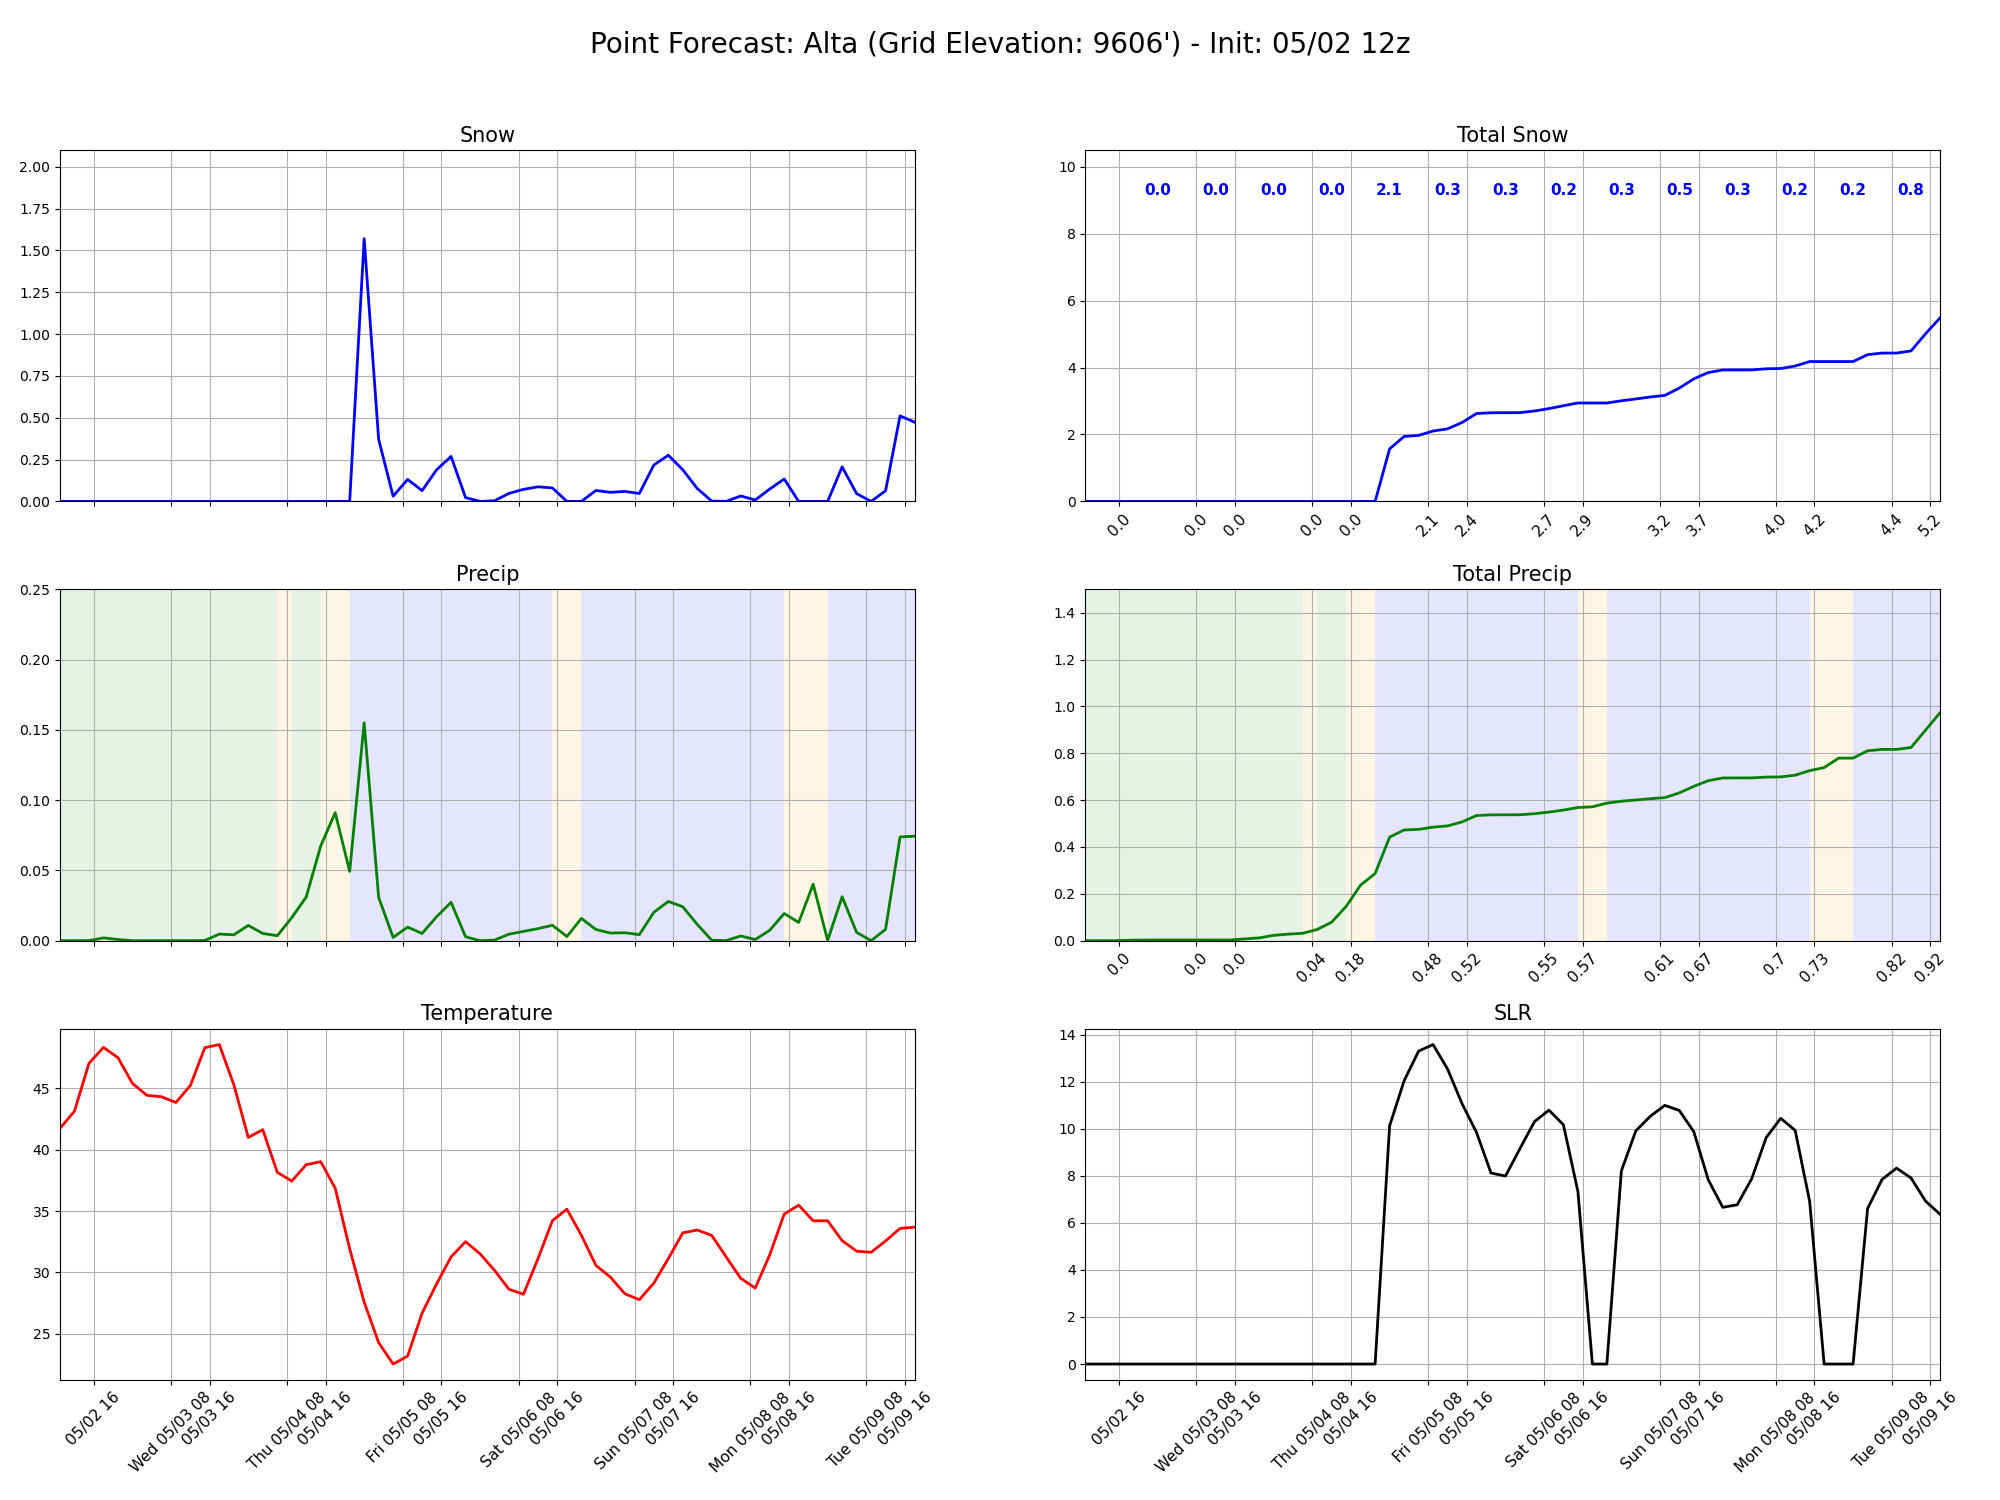 Point Forecast: Alta (Grid Elevation: 9606') - Init: 05/02 12z
Snow
2.00
1.75
1.50
1.25
1.00
0.75
0.50
0.25
0.00
Total Snow
10
8
6
4
2
0
0.0 0.0 0.0 0.0 2.1 0.3 0.3 0.2 0.3 0.5 0.3 0.2 0.2 0.8
0.0 0.0 0.0 0.0 0.0 2.1 2.4 2.7 2.9 3.2 3.7 4.0 4.2 4.4 5.2
Precip
0.25
0.20
0.15
0.10
0.05
0.00
Total Precip
1.4
1.2
1.0
0.8
0.6
0.4
0.2
0.0
0.0 0.0 0.0 0.04 0.18 0.48 0.52 0.55 0.57 0.61 0.67 0.7 0.73 0.82 0.92
Temperature
45
40
35
30
25
05/02 16
Wed 05/03 08
05/03 16
Thu 05/04 08
05/04 16
Fri 05/05 08
05/05 16
Sat 05/06 08
05/06 16
Sun 05/07 08
05/07 16
Mon 05/08 08
05/08 16
Tue 05/09 08
05/09 16
SLR
14
12
10
8
6
4
2
0
05/02 16
Wed 05/03 08
05/03 16
Thu 05/04 08
05/04 16
Fri 05/05 08
05/05 16
Sat 05/06 08
05/06 16
Sun 05/07 08
05/07 16
Mon 05/08 08
05/08 16
Tue 05/09 08
05/09 16